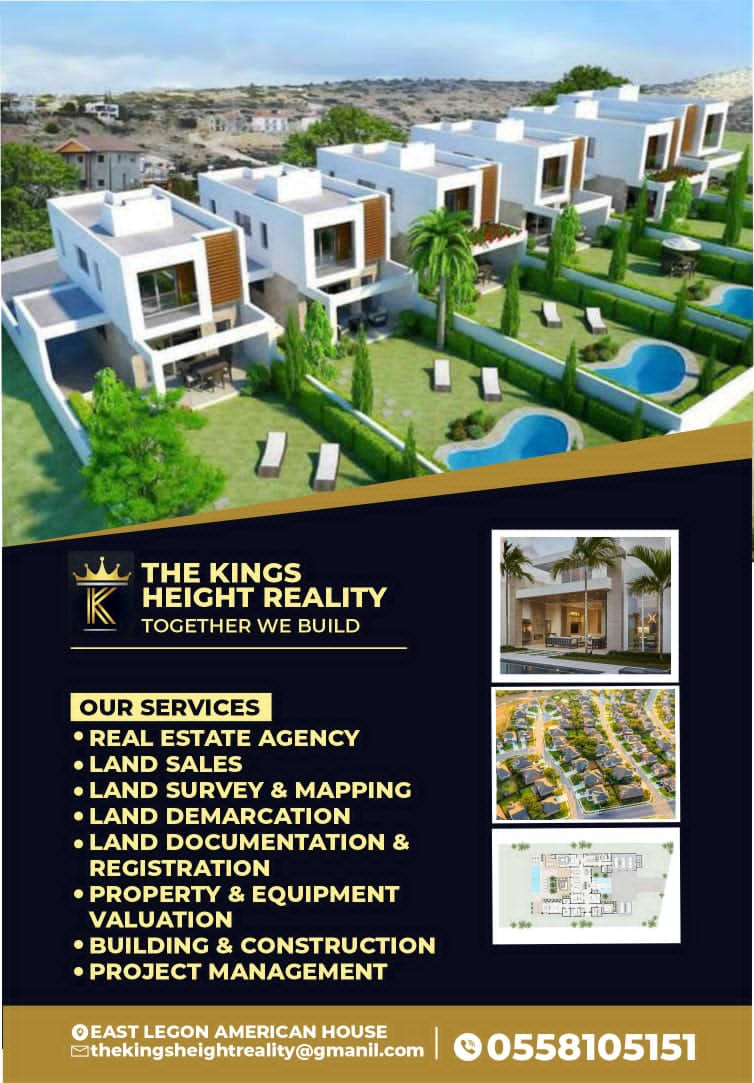 THE KINGS
HEIGHT REALITY
TOGETHER WE BUILD
OUR SERVICES
• REAL ESTATE AGENCY
• LAND SALES
• LAND SURVEY & MAPPING
• LAND DEMARCATION
• LAND DOCUMENTATION &
REGISTRATION
• PROPERTY & EQUIPMENT
VALUATION
• BUILDING & CONSTRUCTION
• PROJECT MANAGEMENT
EAST LEGON AMERICAN HOUSE
thekingsheightreality@gmanil.com
0558105151